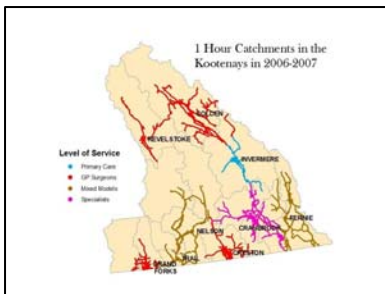 1 Hour Catchments in the
Kootenays in 2006-2007
GOLDEN
REVELSTOKE
Level of Service
Primary Care
GP Surgeons
Mixed Models
Specialists
INVERMERE
FERNIE
NELSON
CRANBROOK
TRAIL
CRESTON
GRAND
FORKS